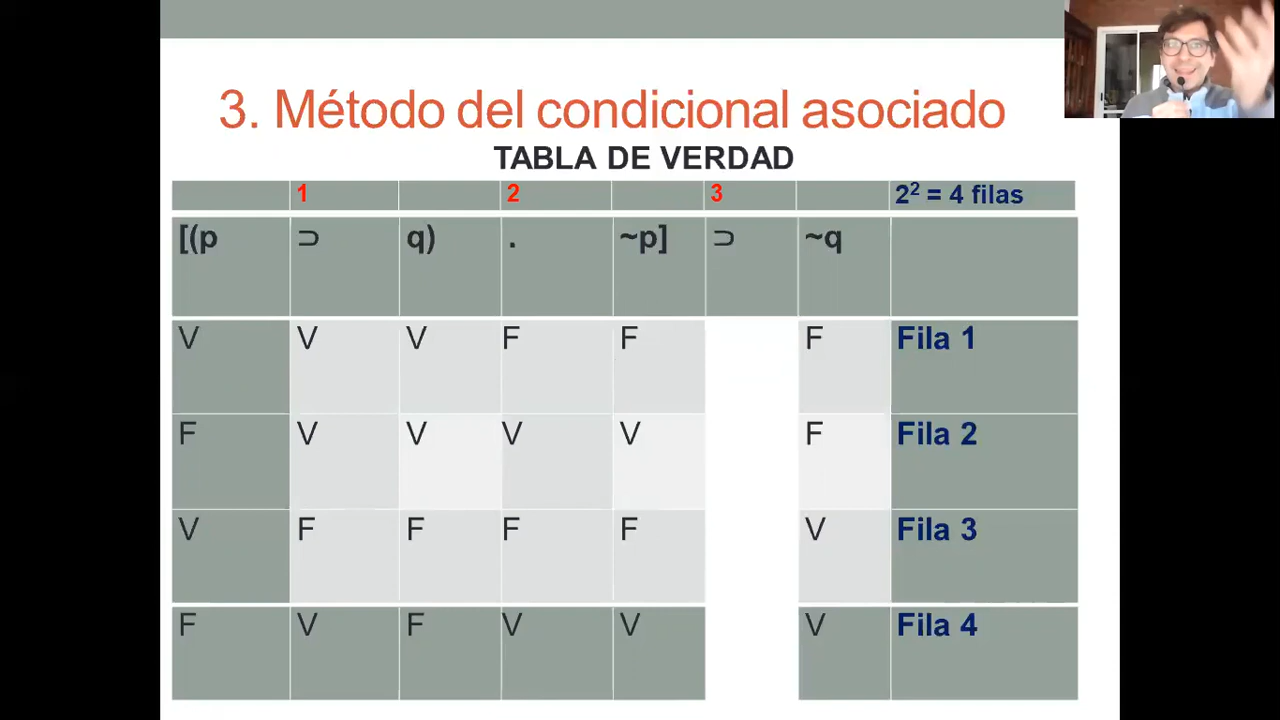 3. Método del condicional asociado
TABLA DE VERDAD
1 2 3 2² = 4 filas
[(p ⊃ q) . ~p] ⊃ ~q
V V V F F F Fila 1
F V V V V F Fila 2
V F F F F V Fila 3
F V F V V V Fila 4